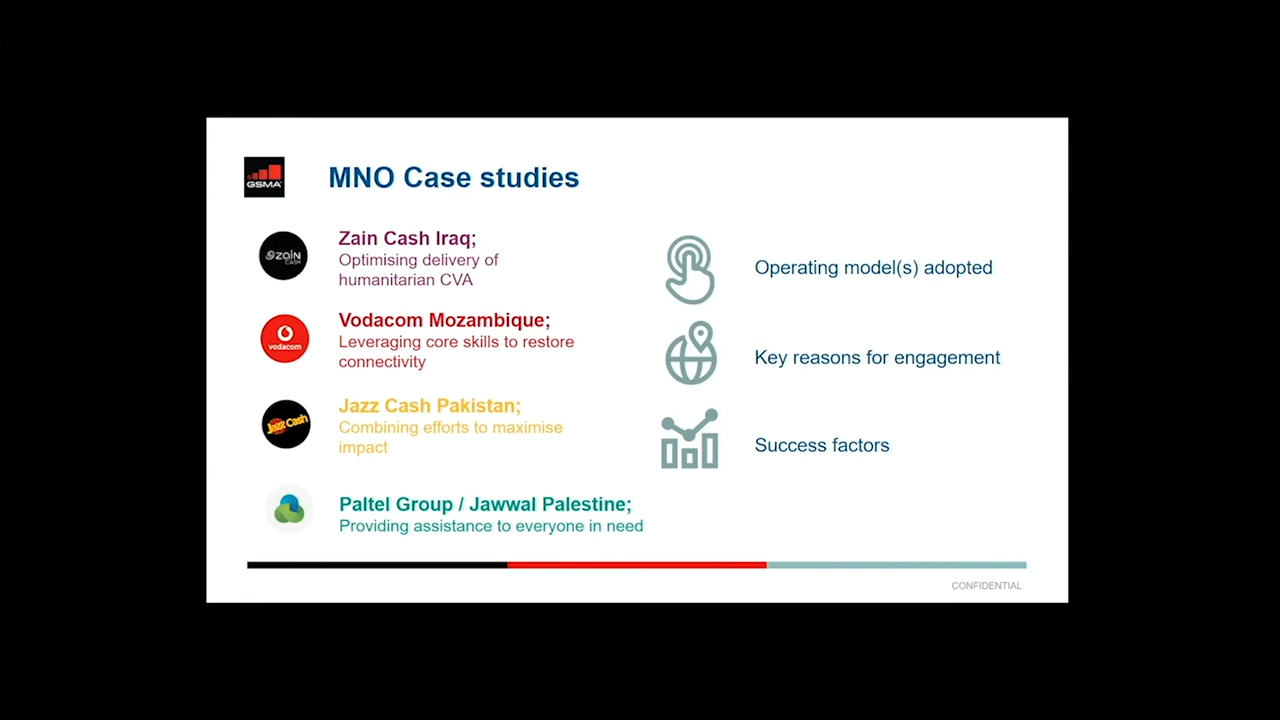 GSMA
MNO Case studies
zain
CASH
Zain Cash Iraq;
Optimising delivery of
humanitarian CVA
vodacom
Vodacom Mozambique;
Leveraging core skills to restore
connectivity
Jazz Cash
Jazz Cash Pakistan;
Combining efforts to maximise
impact
Paltel Group / Jawwal Palestine;
Providing assistance to everyone in need
Operating model(s) adopted
Key reasons for engagement
Success factors
CONFIDENTIAL